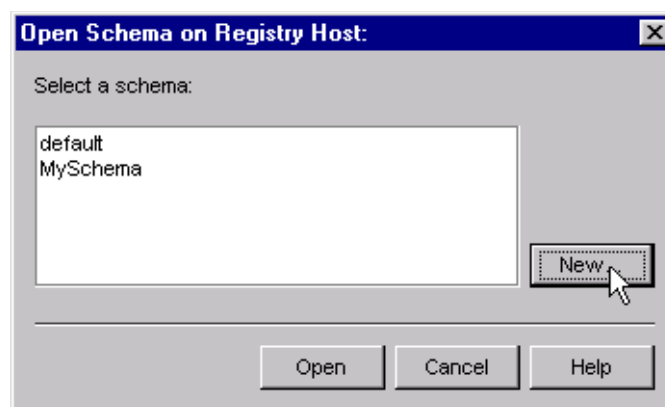 Open Schema on Registry Host:
Select a schema:
default
MySchema
New...
Open
Cancel
Help